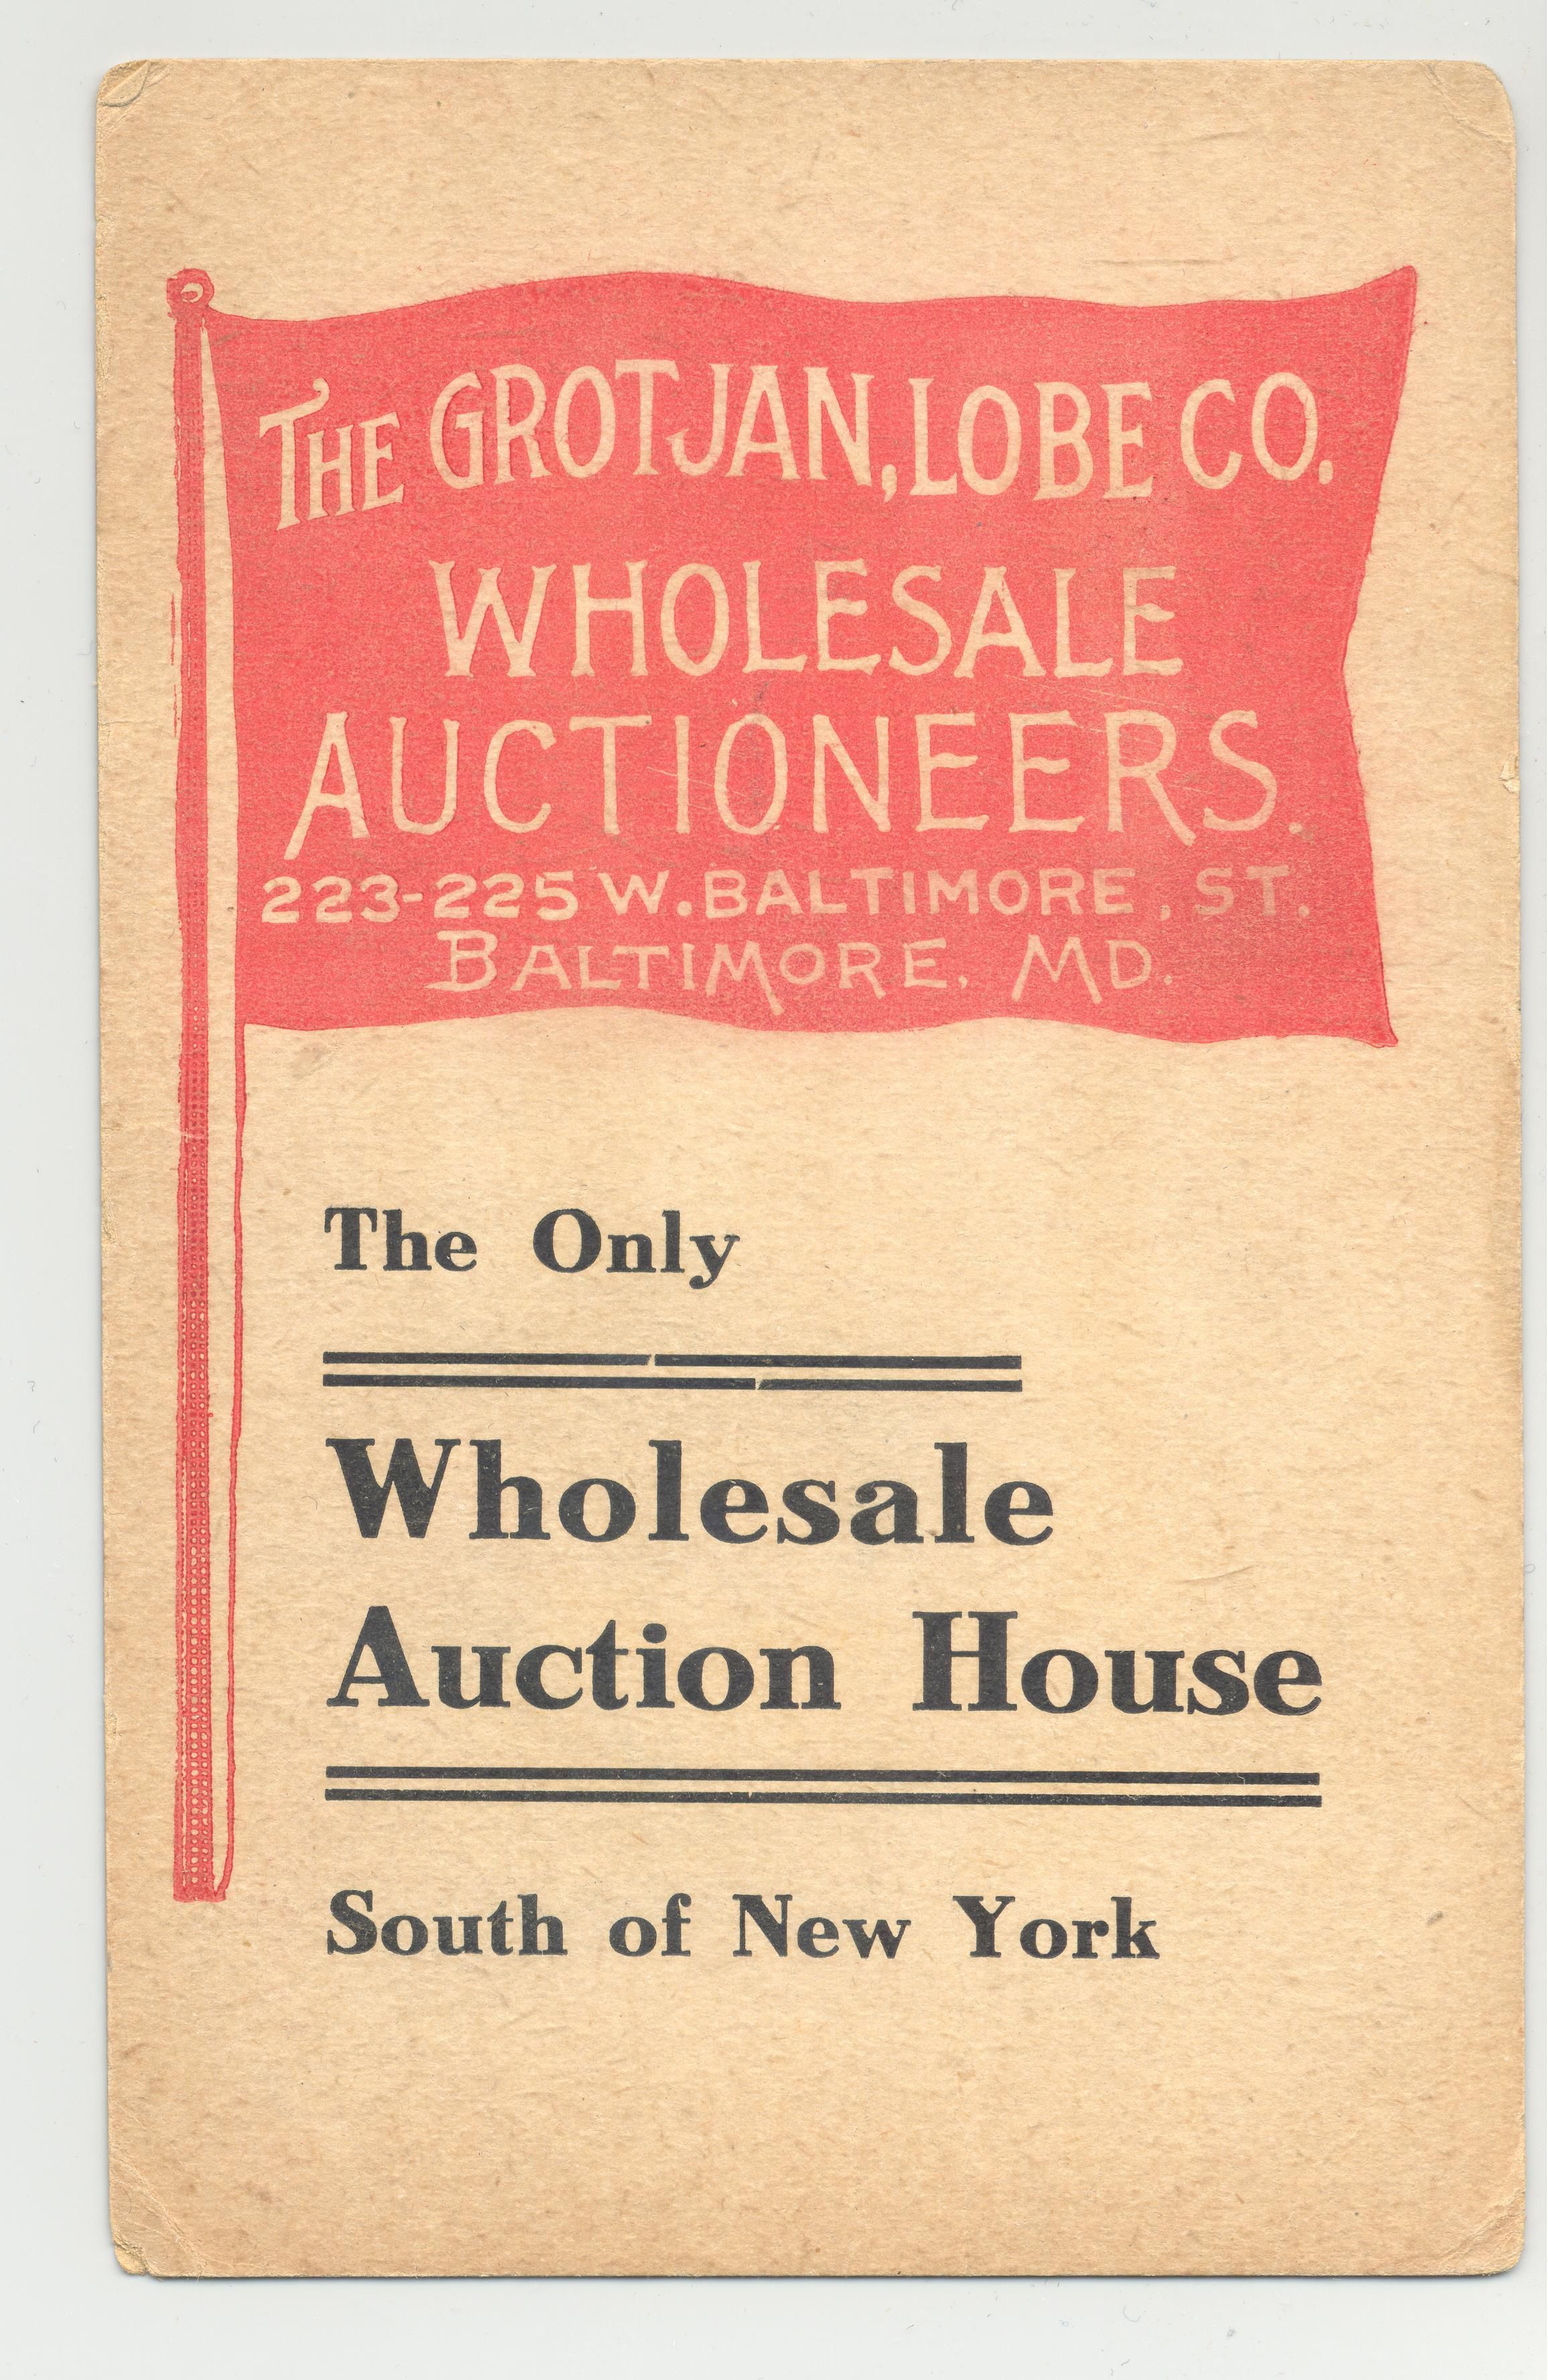 THE GROTJAN, LOBE CO.
WHOLESALE
AUCTIONEERS.
223-225 W. BALTIMORE, ST.
BALTIMORE, MD.
The Only
Wholesale
Auction House
South of New York